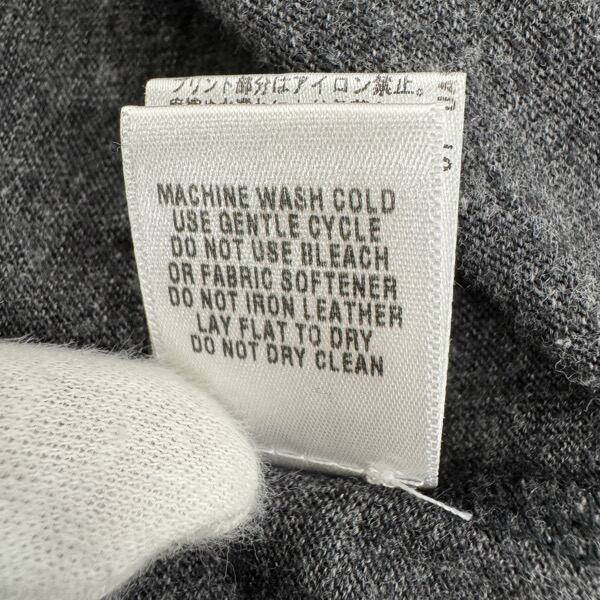 プリント部分はアイロン禁止。
MACHINE WASH COLD
USE GENTLE CYCLE
DO NOT USE BLEACH
OR FABRIC SOFTENER
DO NOT IRON LEATHER
LAY FLAT TO DRY
DO NOT DRY CLEAN